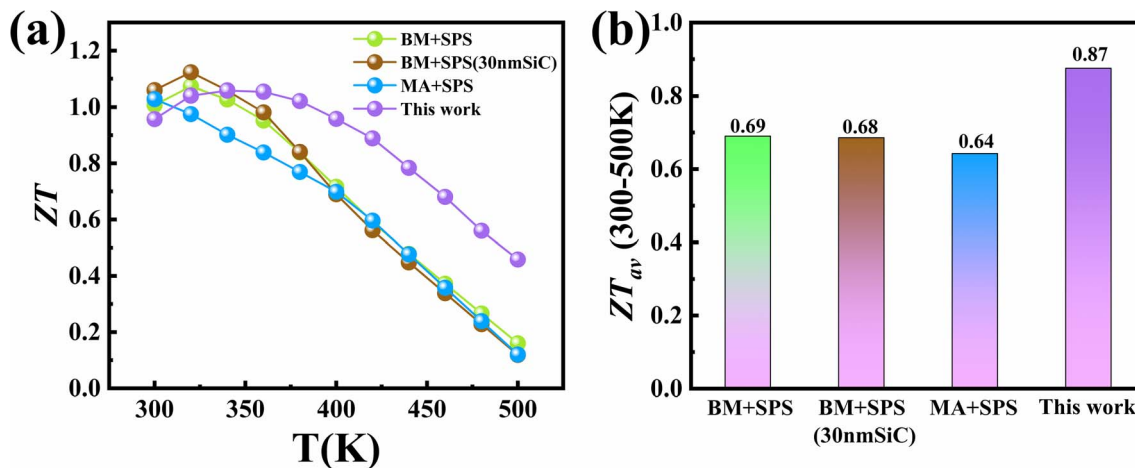 (a)
BM+SPS
BM+SPS(30nmSiC)
MA+SPS
This work
1.2
1.0
0.8
0.6
0.4
0.2
0.0
ZT
300
350
400
450
500
T(K)
(b)
1.0
0.8
0.6
0.4
0.2
0.0
ZTav (300-500K)
0.69
0.68
0.64
0.87
BM+SPS
BM+SPS
(30nmSiC)
MA+SPS
This work